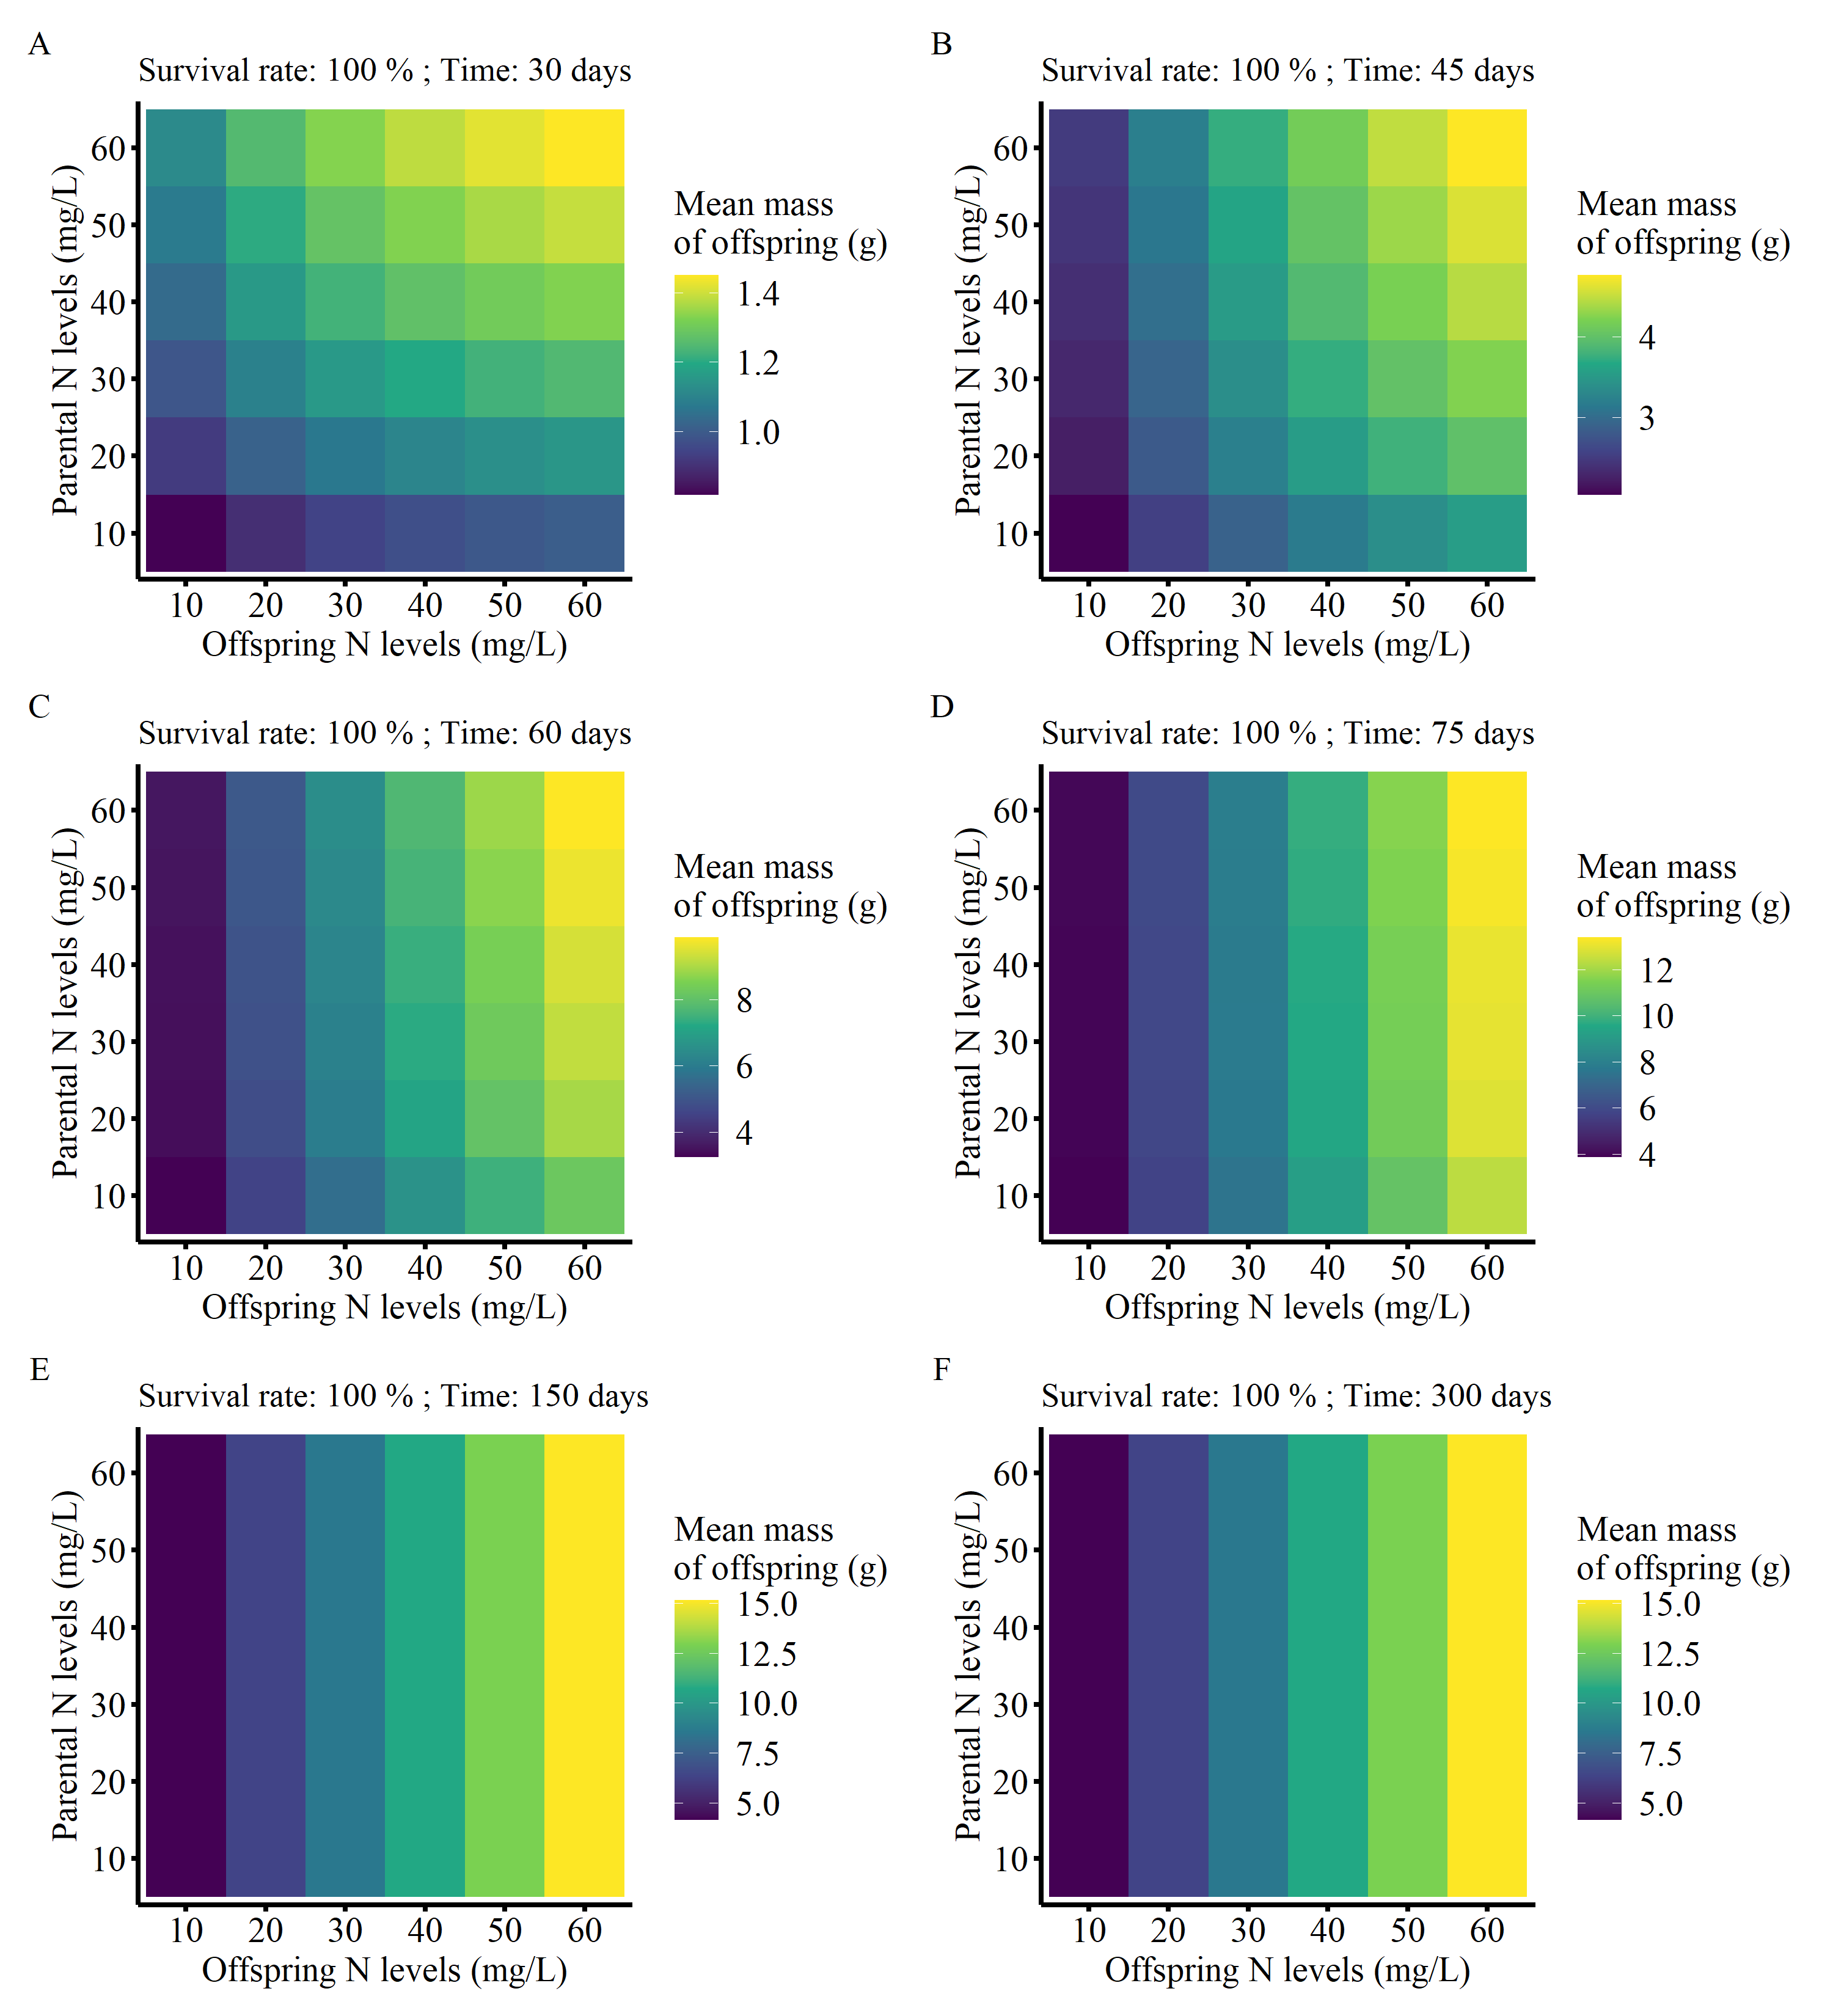 A
Survival rate: 100 % ; Time: 30 days
Parental N levels (mg/L)
60
50
40
30
20
10
10 20 30 40 50 60
Offspring N levels (mg/L)
Mean mass
of offspring (g)
1.4
1.2
1.0
B
Survival rate: 100 % ; Time: 45 days
Parental N levels (mg/L)
60
50
40
30
20
10
10 20 30 40 50 60
Offspring N levels (mg/L)
Mean mass
of offspring (g)
4
3
C
Survival rate: 100 % ; Time: 60 days
Parental N levels (mg/L)
60
50
40
30
20
10
10 20 30 40 50 60
Offspring N levels (mg/L)
Mean mass
of offspring (g)
8
6
4
D
Survival rate: 100 % ; Time: 75 days
Parental N levels (mg/L)
60
50
40
30
20
10
10 20 30 40 50 60
Offspring N levels (mg/L)
Mean mass
of offspring (g)
12
10
8
6
4
E
Survival rate: 100 % ; Time: 150 days
Parental N levels (mg/L)
60
50
40
30
20
10
10 20 30 40 50 60
Offspring N levels (mg/L)
Mean mass
of offspring (g)
15.0
12.5
10.0
7.5
5.0
F
Survival rate: 100 % ; Time: 300 days
Parental N levels (mg/L)
60
50
40
30
20
10
10 20 30 40 50 60
Offspring N levels (mg/L)
Mean mass
of offspring (g)
15.0
12.5
10.0
7.5
5.0